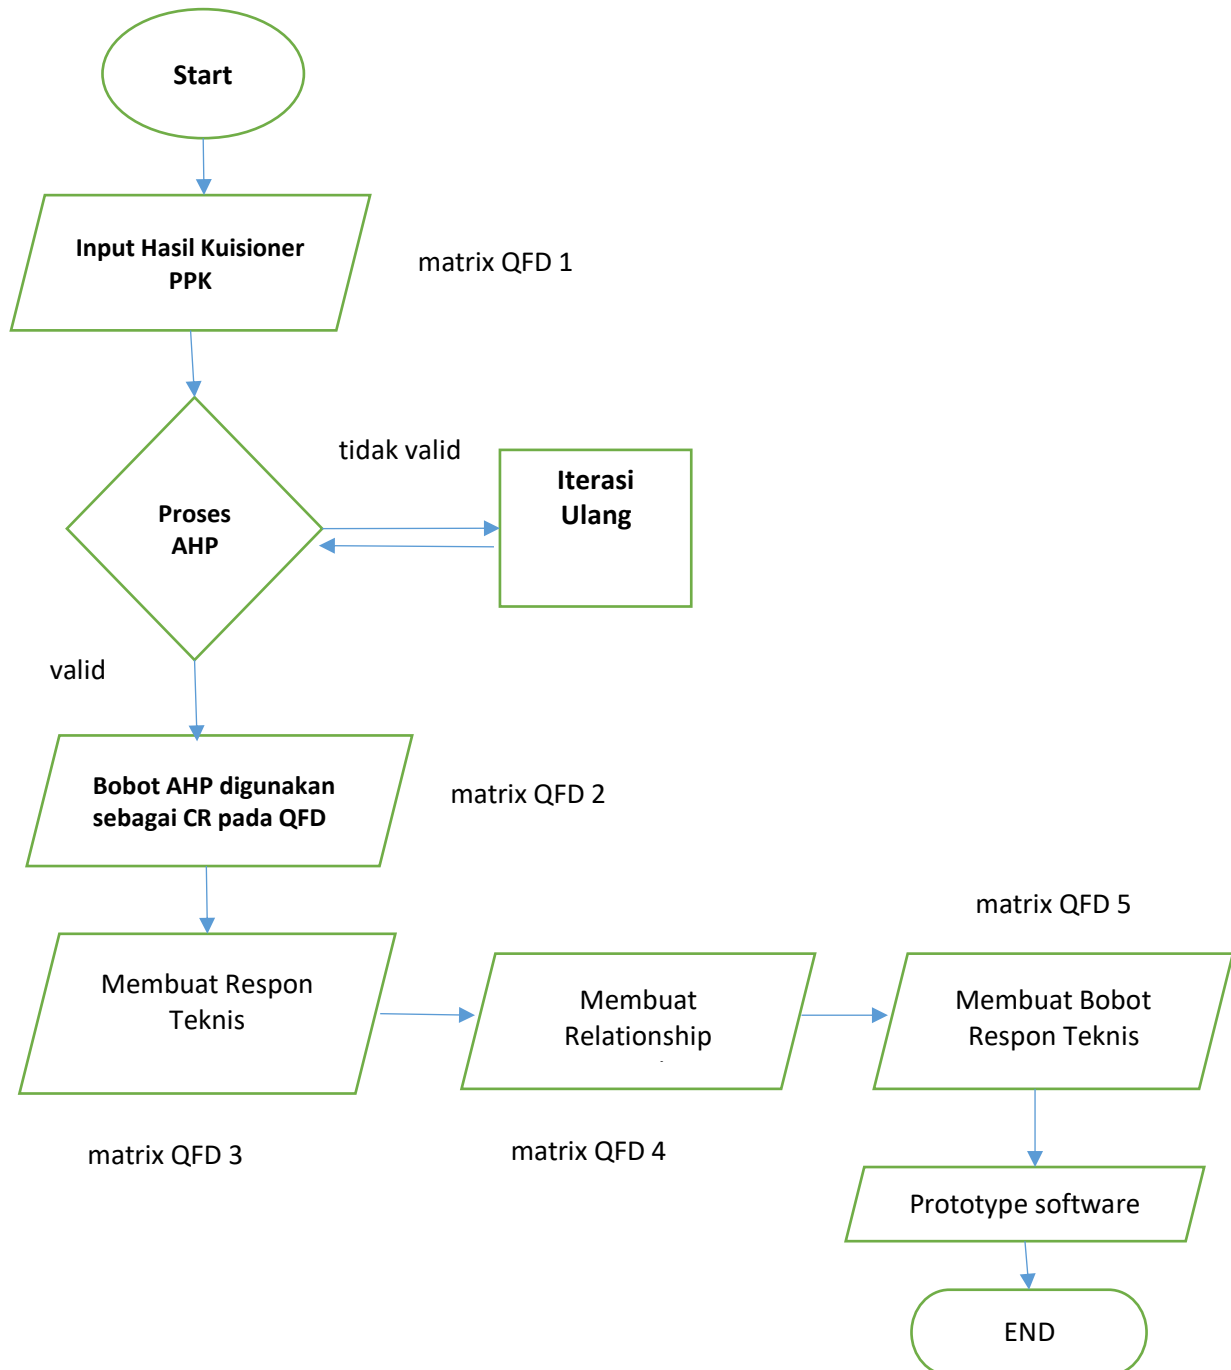 Start
Input Hasil Kuisioner
PPK
matrix QFD 1
tidak valid
Iterasi
Ulang
Proses
AHP
valid
Bobot AHP digunakan
sebagai CR pada QFD
matrix QFD 2
matrix QFD 5
Membuat Respon
Teknis
Membuat
Relationship
Membuat Bobot
Respon Teknis
matrix QFD 3
matrix QFD 4
Prototype software
END